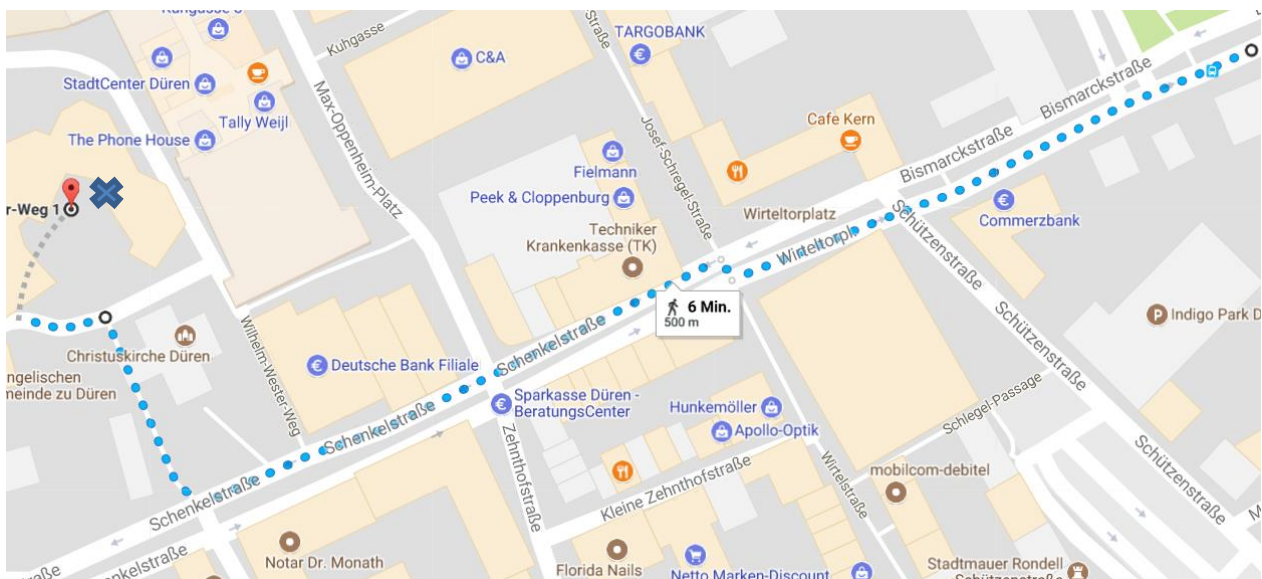 Kuhgasse
C&A
StadtCenter Düren
Tally Weijl
The Phone House
Max-Oppenheim-Platz
Straße
TARGOBANK
Josef-Schregel-Straße
Cafe Kern
Bismarckstraße
Bismarckstraße
Fielmann
Peek & Cloppenburg
Techniker
Krankenkasse (TK)
Wirteltorplatz
Wirteltorpl.
Commerzbank
Schützenstraße
Schützenstraße
Schützenstraße
Indigo Park D
r-Weg 1
6 Min.
500 m
Christuskirche Düren
ngelischen
meinde zu Düren
Wilhelm-Wester-Weg
Deutsche Bank Filiale
Schenkelstraße
Schenkelstraße
Schenkelstraße
Schenkelstraße
Sparkasse Düren -
BeratungsCenter
Zehnthofstraße
Hunkemöller
Apollo-Optik
Schlegel-Passage
Wirtelstraße
Kleine Zehnthofstraße
mobilcom-debitel
Notar Dr. Monath
Florida Nails
Netto Marken-Discount
Stadtmauer Rondell
Schützenstraße